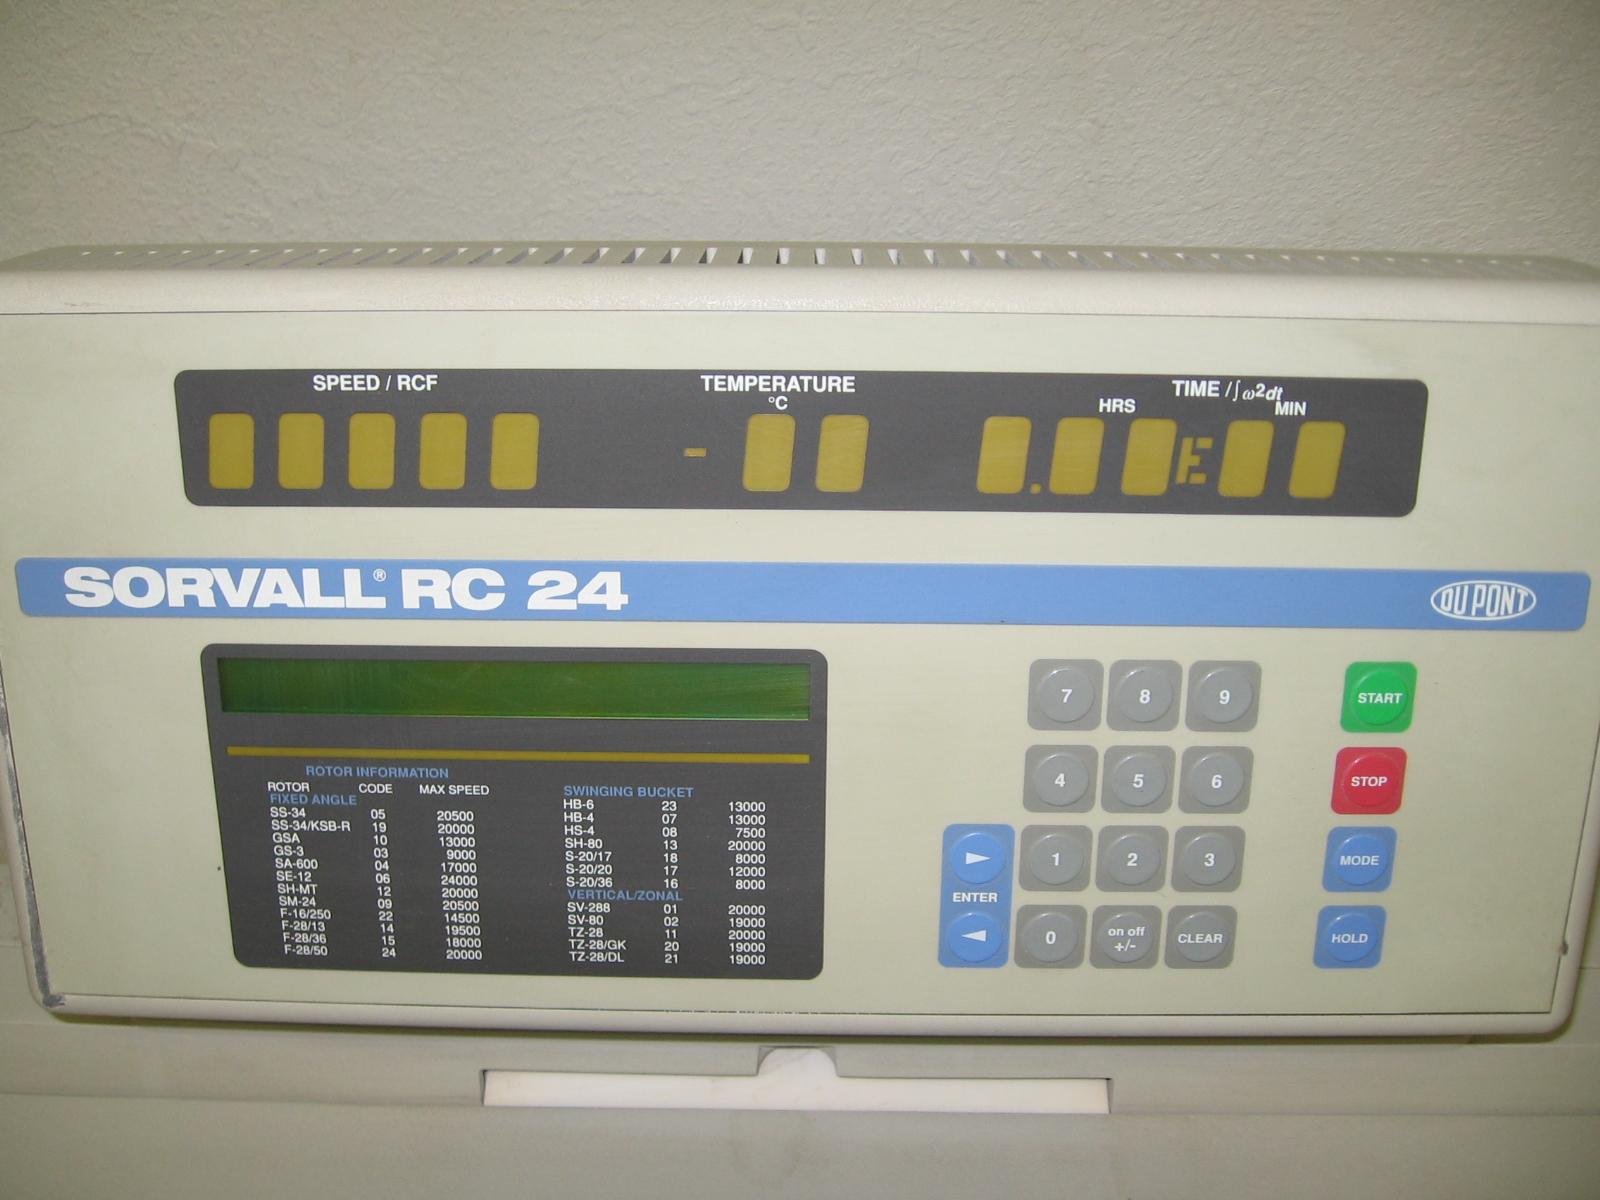 SPEED / RCF
TEMPERATURE
°C
TIME / ∫ω2dt
HRS
MIN
- . E
SORVALL® RC 24
DU PONT
ROTOR INFORMATION
ROTOR CODE MAX SPEED
FIXED ANGLE
SS-34 05 20500
SS-34/KSB-R 19 20000
GSA 10 13000
GS-3 03 9000
SA-600 04 17000
SE-12 06 24000
SH-MT 12 20000
SM-24 09 20500
F-16/250 22 14500
F-28/13 14 19500
F-28/36 15 18000
F-28/50 24 20000
SWINGING BUCKET
HB-6 23 13000
HB-4 07 13000
HS-4 08 7500
SH-80 13 20000
S-20/17 18 8000
S-20/20 17 12000
S-20/36 16 8000
VERTICAL/ZONAL
SV-288 01 20000
SV-80 02 19000
TZ-28 11 20000
TZ-28/GK 20 19000
TZ-28/DL 21 19000
7 8 9 START
4 5 6 STOP
1 2 3 MODE
ENTER
0 on off +/- CLEAR HOLD